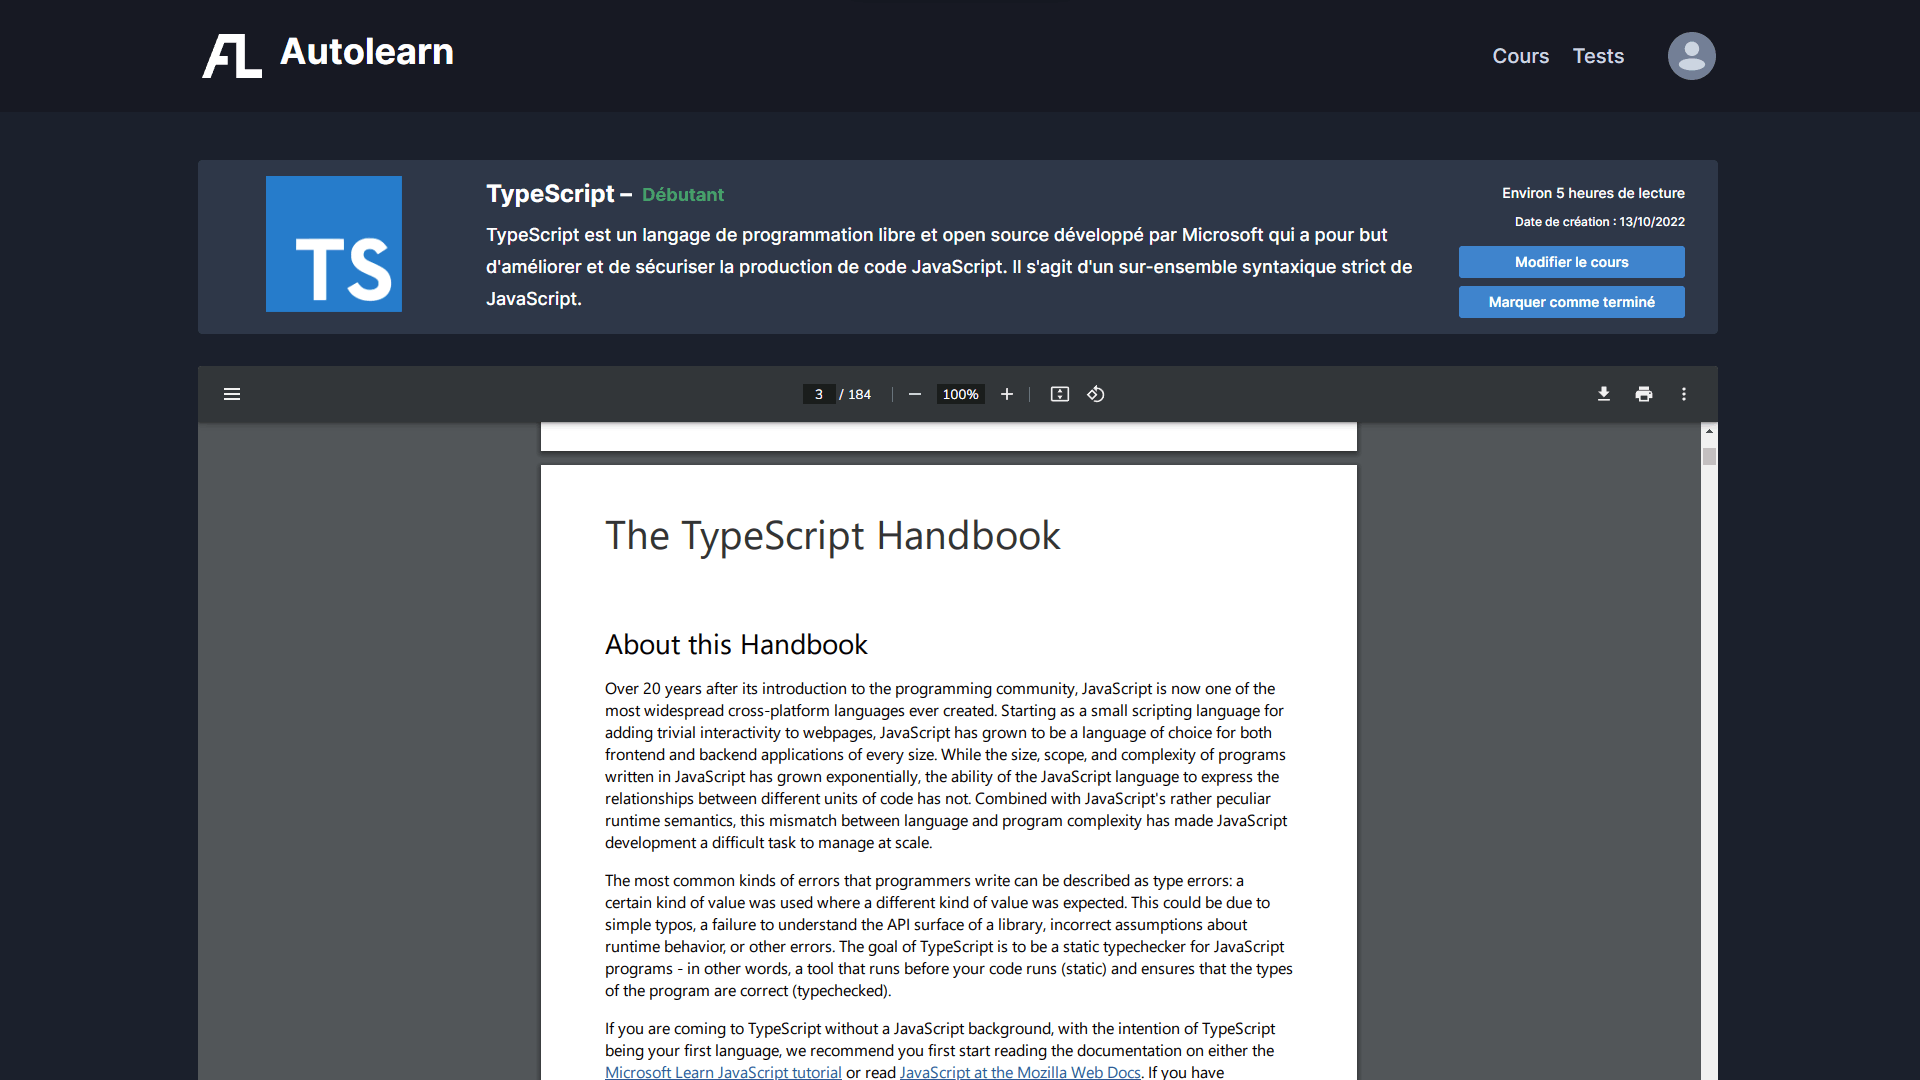 AL Autolearn
Cours Tests
TS
TypeScript – Débutant
TypeScript est un langage de programmation libre et open source développé par Microsoft qui a pour but
d'améliorer et de sécuriser la production de code JavaScript. Il s'agit d'un sur-ensemble syntaxique strict de
JavaScript.
Environ 5 heures de lecture
Date de création : 13/10/2022
Modifier le cours
Marquer comme terminé
3 / 184 100%
The TypeScript Handbook
About this Handbook
Over 20 years after its introduction to the programming community, JavaScript is now one of the
most widespread cross-platform languages ever created. Starting as a small scripting language for
adding trivial interactivity to webpages, JavaScript has grown to be a language of choice for both
frontend and backend applications of every size. While the size, scope, and complexity of programs
written in JavaScript has grown exponentially, the ability of the JavaScript language to express the
relationships between different units of code has not. Combined with JavaScript's rather peculiar
runtime semantics, this mismatch between language and program complexity has made JavaScript
development a difficult task to manage at scale.
The most common kinds of errors that programmers write can be described as type errors: a
certain kind of value was used where a different kind of value was expected. This could be due to
simple typos, a failure to understand the API surface of a library, incorrect assumptions about
runtime behavior, or other errors. The goal of TypeScript is to be a static typechecker for JavaScript
programs - in other words, a tool that runs before your code runs (static) and ensures that the types
of the program are correct (typechecked).
If you are coming to TypeScript without a JavaScript background, with the intention of TypeScript
being your first language, we recommend you first start reading the documentation on either the
Microsoft Learn JavaScript tutorial or read JavaScript at the Mozilla Web Docs. If you have